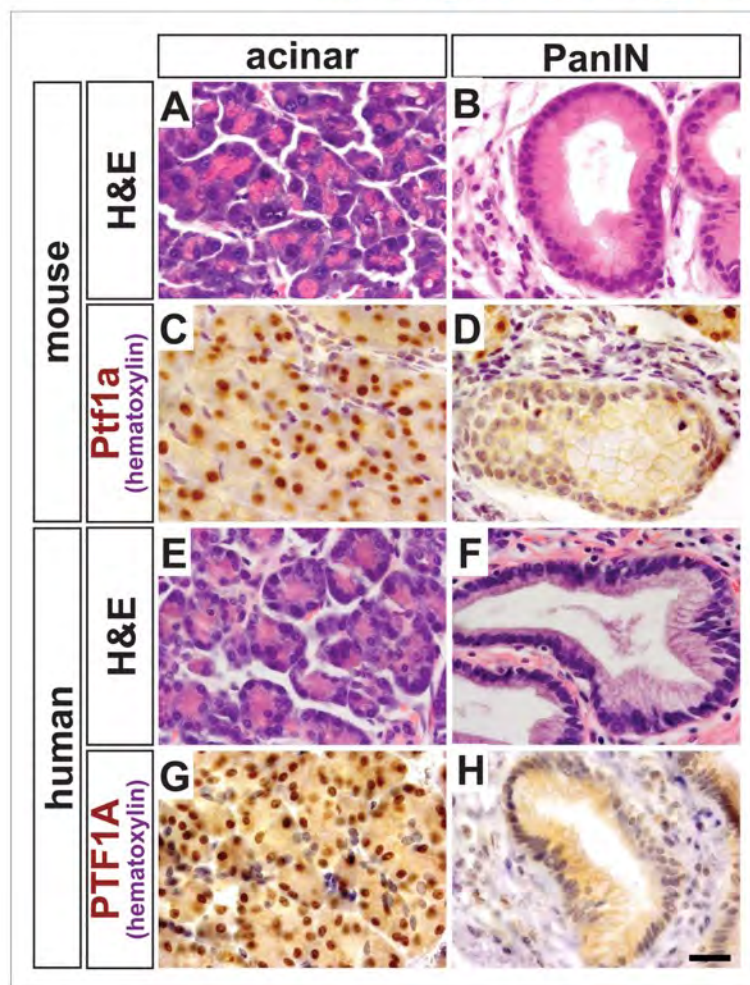 acinar
PanIN
mouse
H&E
A
B
Ptf1a
(hematoxylin)
C
D
human
H&E
E
F
PTF1A
(hematoxylin)
G
H